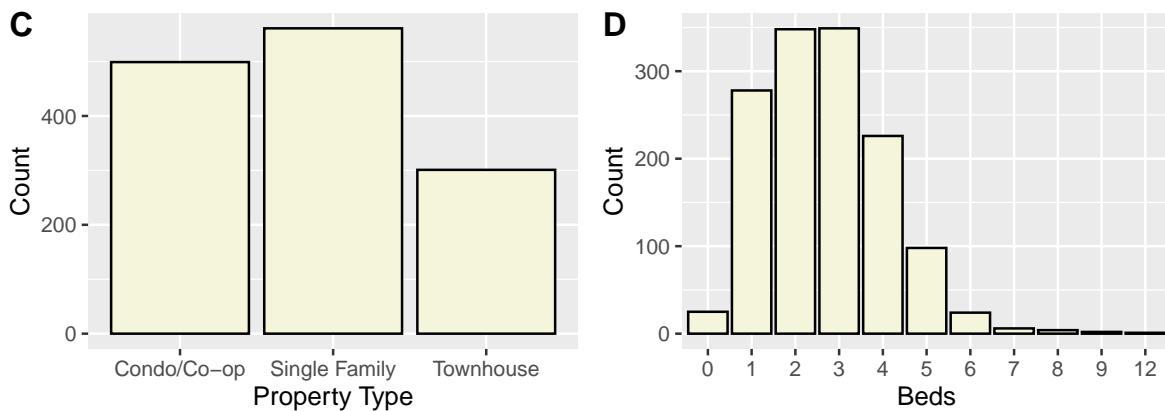 C
Count
400
200
0
Condo/Co−op Single Family Townhouse
Property Type
D
Count
300
200
100
0
0 1 2 3 4 5 6 7 8 9 12
Beds